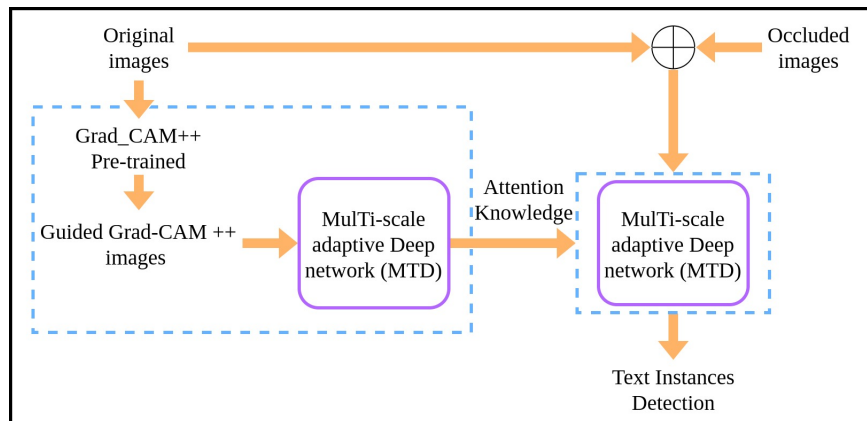 Original
images
Occluded
images
Grad_CAM++
Pre-trained
Guided Grad-CAM ++
images
MulTi-scale
adaptive Deep
network (MTD)
Attention
Knowledge
MulTi-scale
adaptive Deep
network (MTD)
Text Instances
Detection